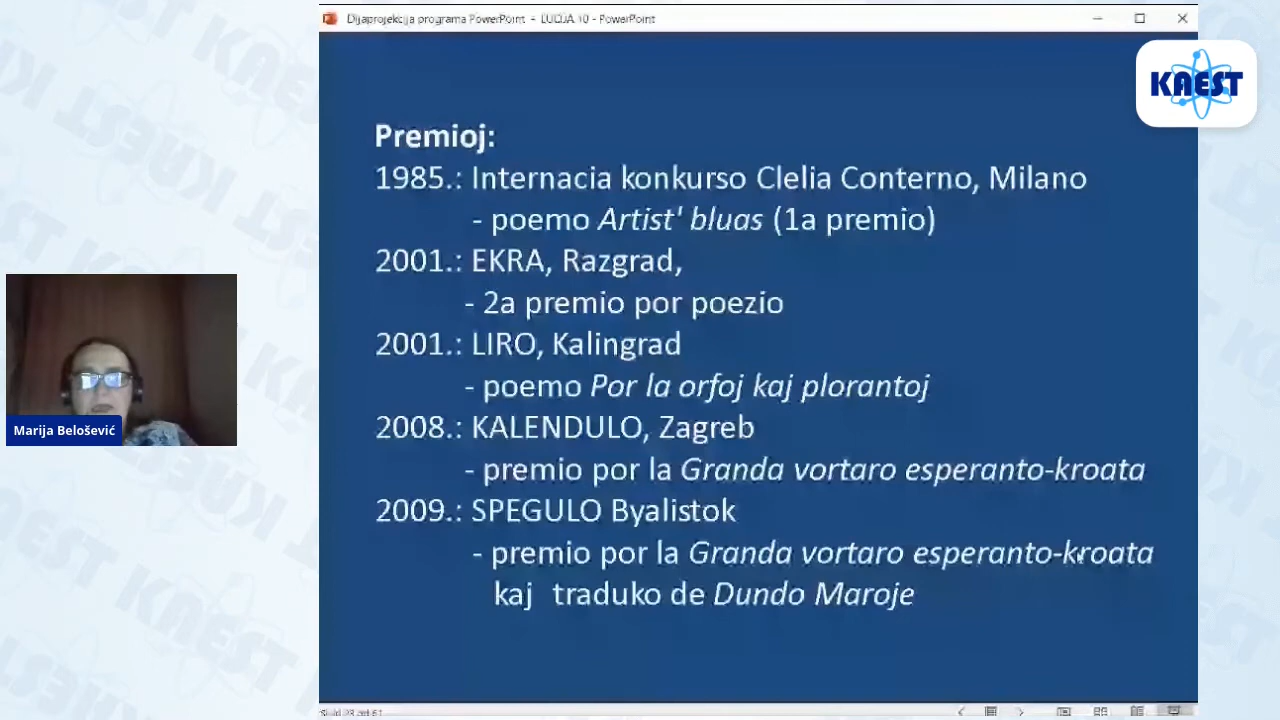 Dijaprojekcija programa PowerPoint - LUCIJA 10 - PowerPoint
KAEST
Premioj:
1985.: Internacia konkurso Clelia Conterno, Milano
- poemo Artist' bluas (1a premio)
2001.: EKRA, Razgrad,
- 2a premio por poezio
2001.: LIRO, Kalingrad
- poemo Por la orfoj kaj plorantoj
2008.: KALENDULO, Zagreb
- premio por la Granda vortaro esperanto-kroata
2009.: SPEGULO Byalistok
- premio por la Granda vortaro esperanto-kroata
kaj traduko de Dundo Maroje
Marija Belošević